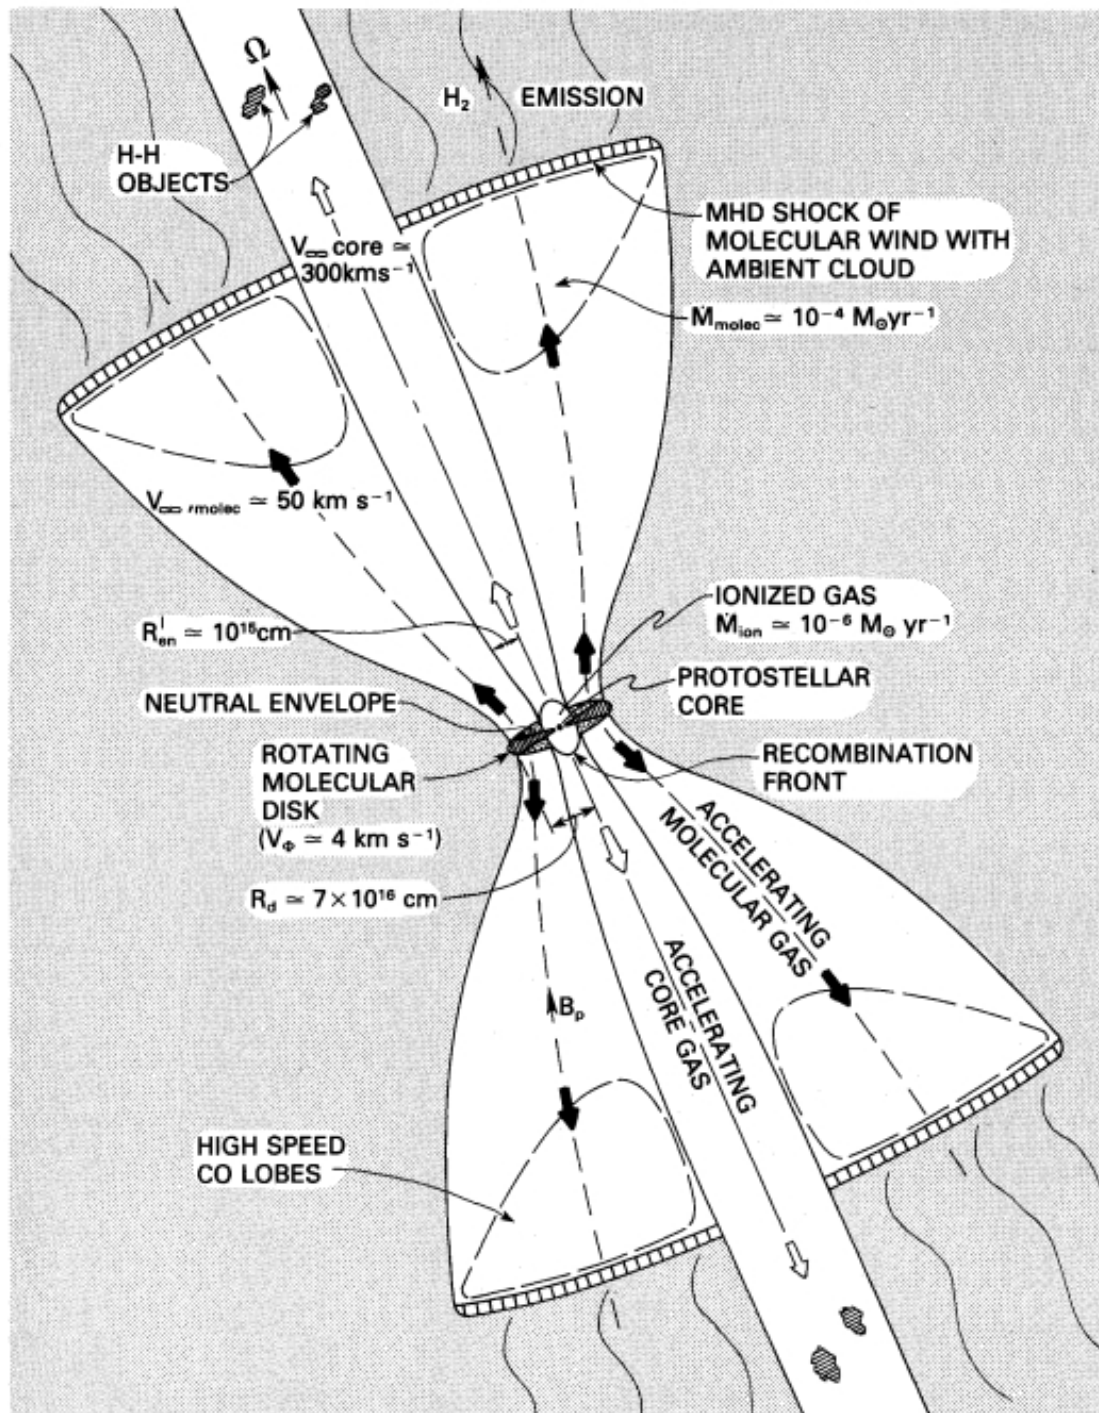 Ω
H₂ EMISSION
H-H
OBJECTS
V∞ core ≃
300kms⁻¹
MHD SHOCK OF
MOLECULAR WIND WITH
AMBIENT CLOUD
Ṁmolec ≃ 10⁻⁴ M⊙yr⁻¹
V∞ ,molec ≃ 50 km s⁻¹
IONIZED GAS
Ṁion ≃ 10⁻⁶ M⊙ yr⁻¹
R ≃ 10¹⁵cm
NEUTRAL ENVELOPE
PROTOSTELLAR
CORE
ROTATING
MOLECULAR
DISK
(VΦ ≃ 4 km s⁻¹)
RECOMBINATION
FRONT
Rd ≃ 7×10¹⁶ cm
ACCELERATING
MOLECULAR GAS
ACCELERATING
CORE GAS
Bp
HIGH SPEED
CO LOBES